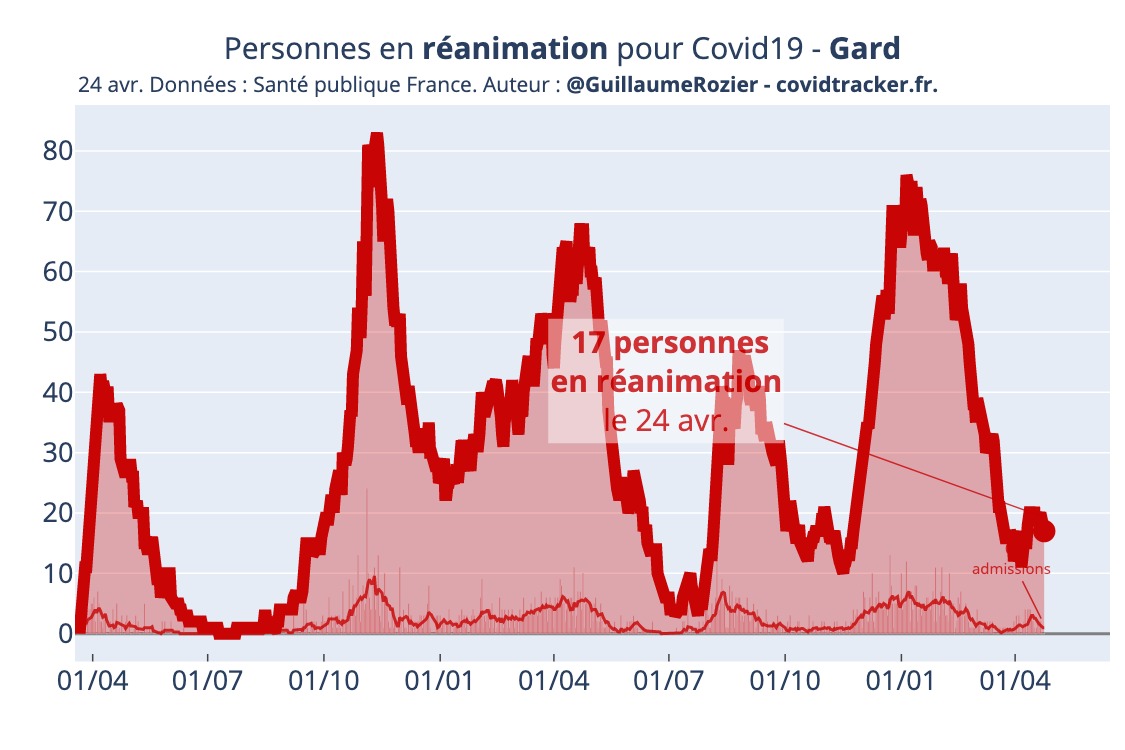 Personnes en réanimation pour Covid19 - Gard
24 avr. Données : Santé publique France. Auteur : @GuillaumeRozier - covidtracker.fr.
80
70
60
50
40
30
20
10
0
17 personnes
en réanimation
le 24 avr.
admissions
01/04 01/07 01/10 01/01 01/04 01/07 01/10 01/01 01/04